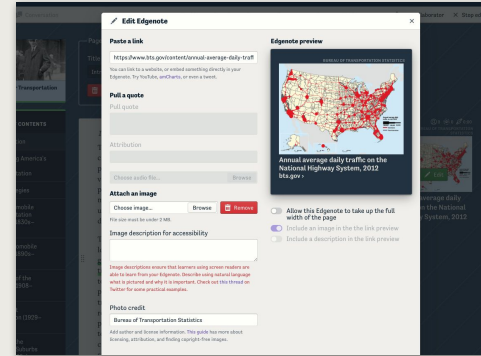 Edit Edgenote
×
Paste a link
https://www.bts.gov/content/annual-average-daily-traff
You can link to a website, or embed something directly in your
Edgenote. Try YouTube, amCharts, or even a tweet.
Pull a quote
Pull quote
Attribution
Choose audio file...
Browse
Attach an image
Choose image...
Browse
Remove
File size must be under 2 MB.
Image description for accessibility
Image descriptions ensure that learners using screen readers are
able to learn from your Edgenote. Describe using natural language
what is pictured and why it is important. Check out this thread on
Twitter for some practical examples.
Photo credit
Bureau of Transportation Statistics
Add author and license information. This guide has more about
licensing, attribution, and finding copyright-free images.
Edgenote preview
BUREAU OF TRANSPORTATION STATISTICS
Annual average daily traffic on the
National Highway System, 2012
bts.gov ›
Allow this Edgenote to take up the full
width of the page
Include an image in the the link preview
Include a description in the link preview
Transportation
CONTENTS